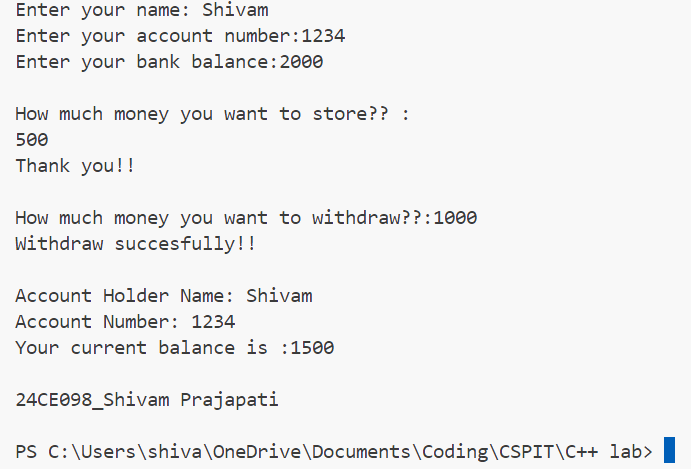 Enter your name: Shivam
Enter your account number:1234
Enter your bank balance:2000
How much money you want to store?? :
500
Thank you!!
How much money you want to withdraw??:1000
Withdraw succesfully!!
Account Holder Name: Shivam
Account Number: 1234
Your current balance is :1500
24CE098_Shivam Prajapati
PS C:\Users\shiva\OneDrive\Documents\Coding\CSPIT\C++ lab>